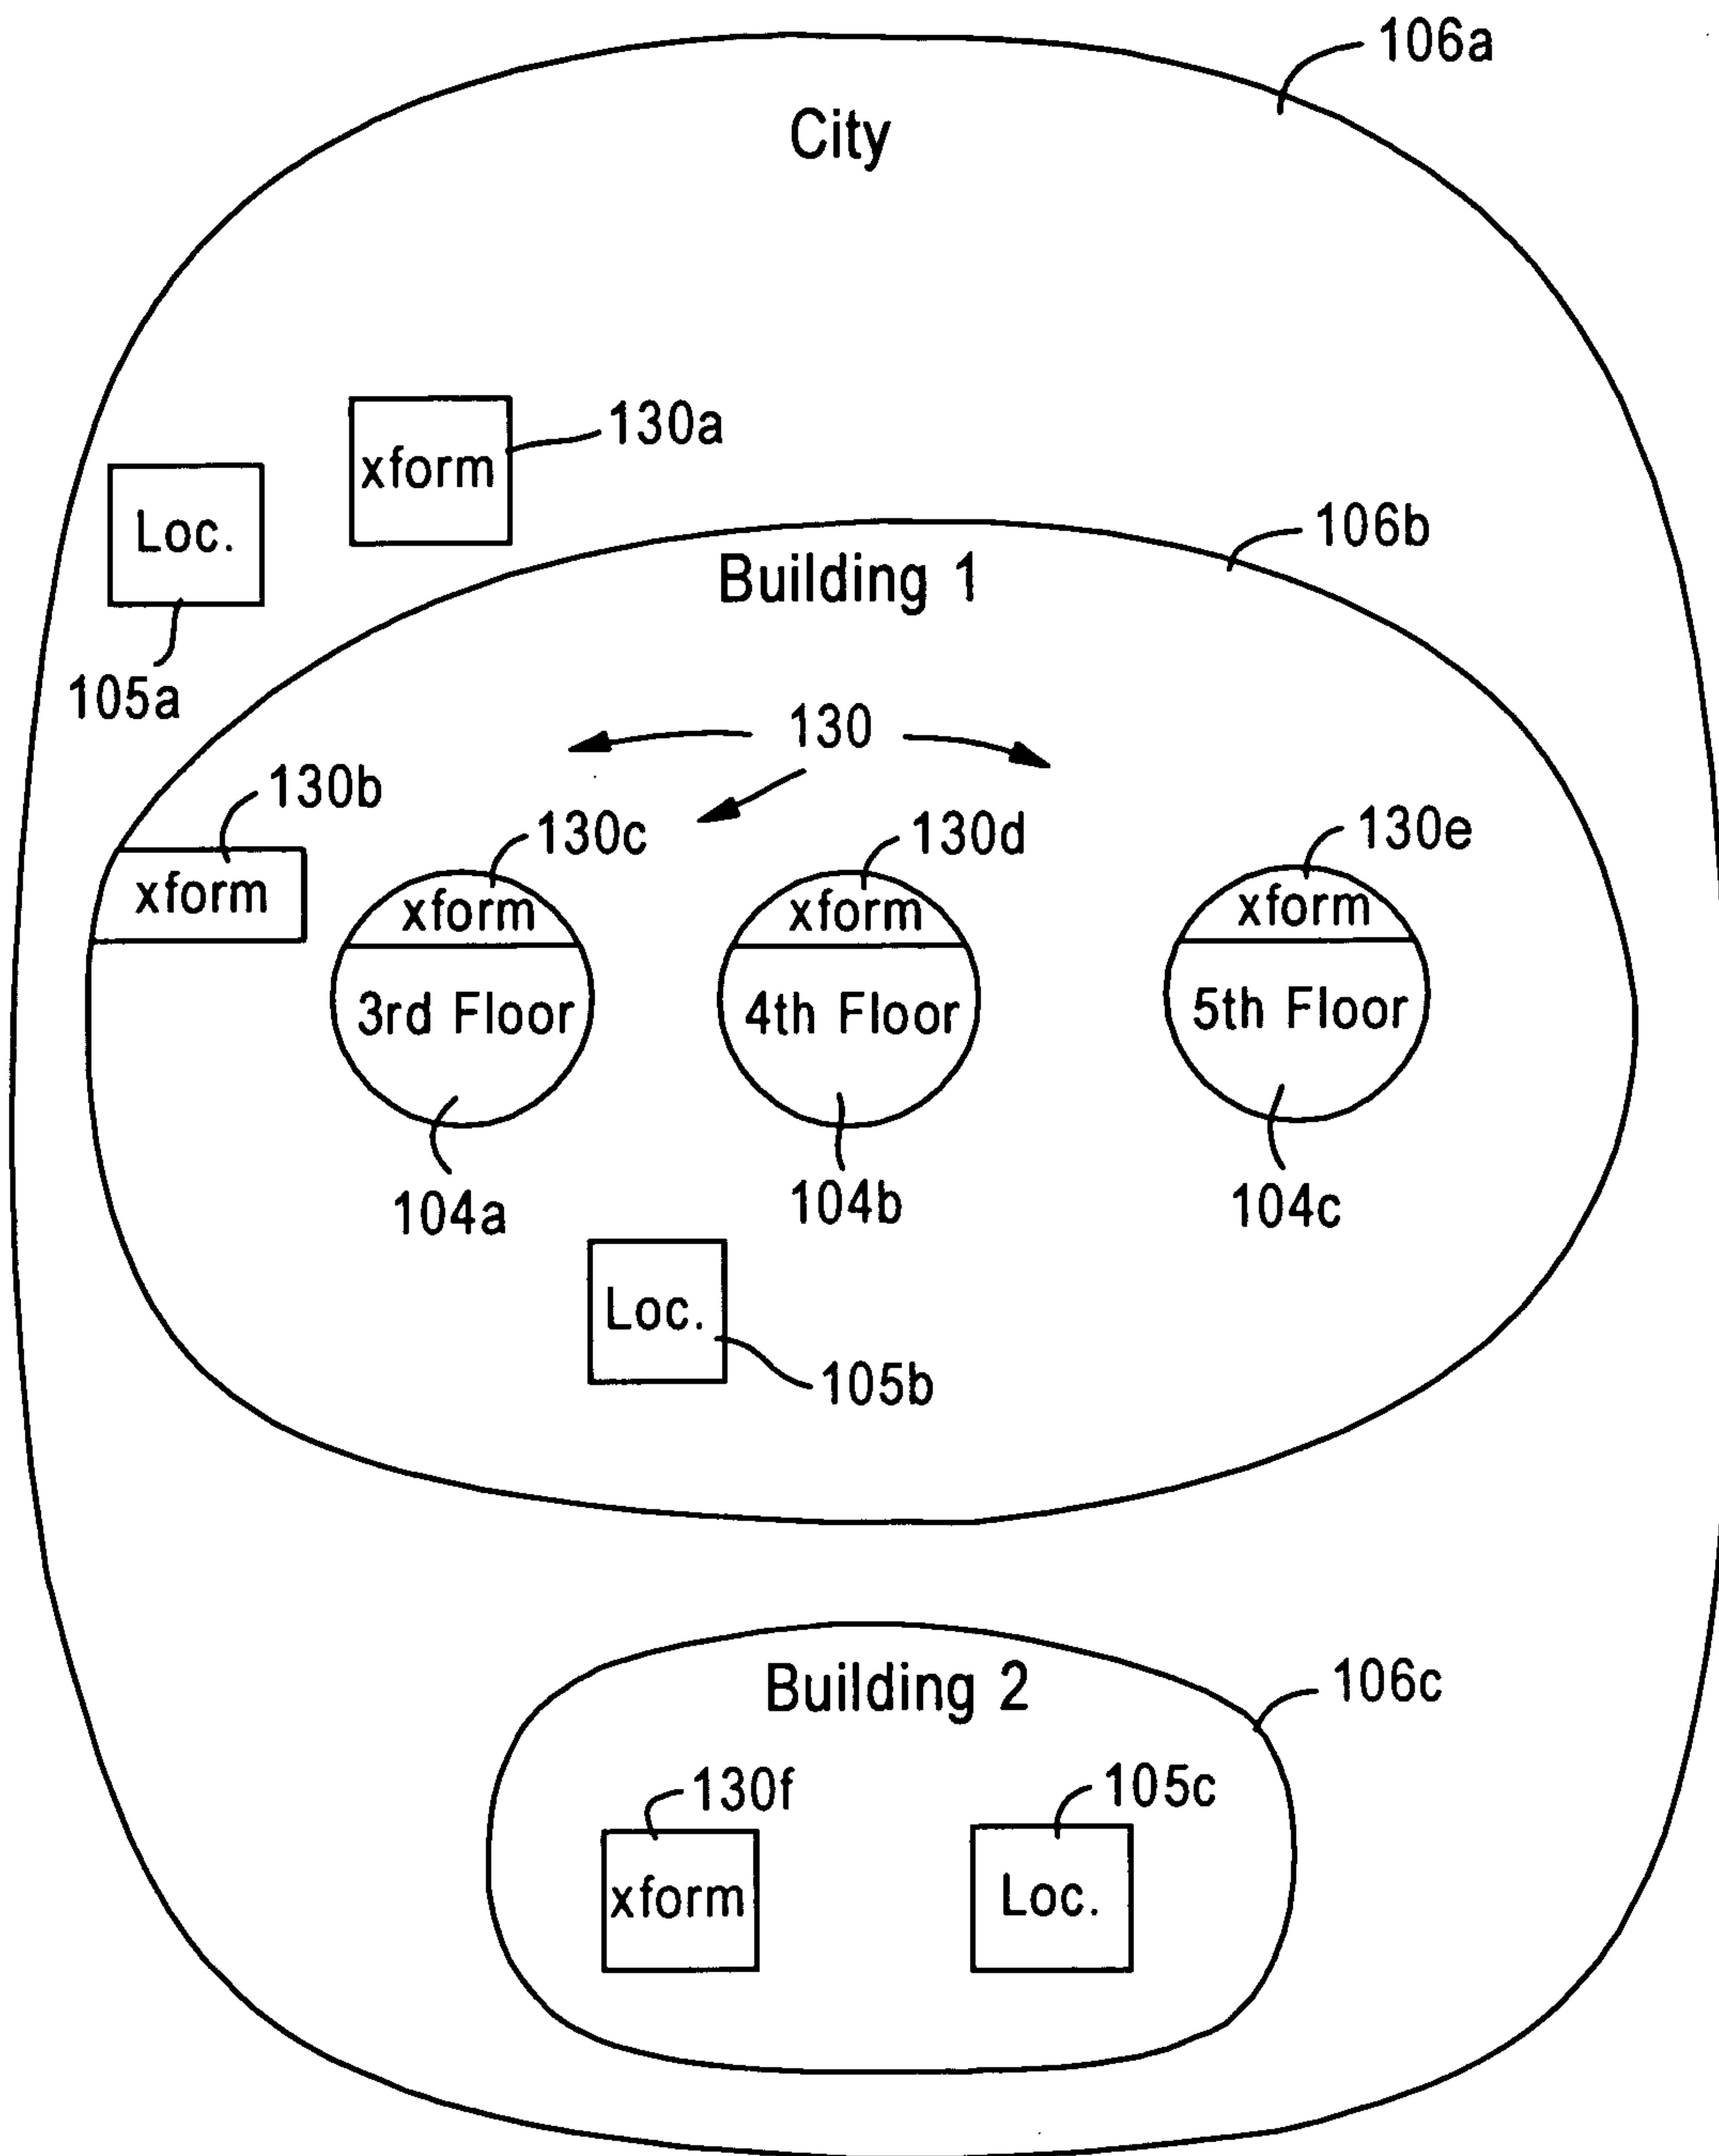 106a
City
130a
xform
Loc.
105a
106b
Building 1
130
130b
xform
130c
xform
3rd Floor
104a
130d
xform
4th Floor
104b
130e
xform
5th Floor
104c
Loc.
105b
Building 2
106c
130f
xform
105c
Loc.